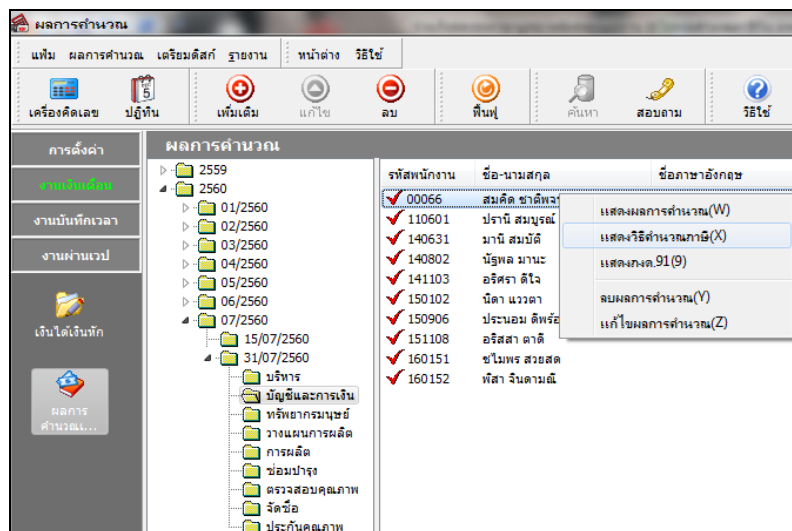 ผลการคำนวณ
แฟ้ม ผลการคำนวณ เตรียมดิสก์ รายงาน หน้าต่าง วิธีใช้
เครื่องคิดเลข ปฏิทิน เพิ่มเติม แก้ไข ลบ ฟื้นฟู ค้นหา สอบถาม วิธีใช้
การตั้งค่า
งานเงินเดือน
งานบันทึกเวลา
งานผ่านเวป
เงินได้เงินหัก
ผลการ
คำนวณเ...
ผลการคำนวณ
2559
2560
01/2560
02/2560
03/2560
04/2560
05/2560
06/2560
07/2560
15/07/2560
31/07/2560
บริหาร
บัญชีและการเงิน
ทรัพยากรมนุษย์
วางแผนการผลิต
การผลิต
ซ่อมบำรุง
ตรวจสอบคุณภาพ
จัดซื้อ
ประกันคุณภาพ
รหัสพนักงาน ชื่อ-นามสกุล ชื่อภาษาอังกฤษ
00066 สมคิด
110601 ปรานี สมบูรณ์
140631 มานี สมบัติ
140802 นัฐพล มานะ
141103 อริศรา ดีใจ
150102 นิดา แววตา
150906 ประนอม
151108 อริสสา ตาดี
160151 ชไมพร สวยสด
160152 พิสา จินดามณี
แสดงผลการคำนวณ(W)
แสดงวิธีคำนวณภาษี(X)
แสดงภงด.91(9)
ลบผลการคำนวณ(Y)
แก้ไขผลการคำนวณ(Z)